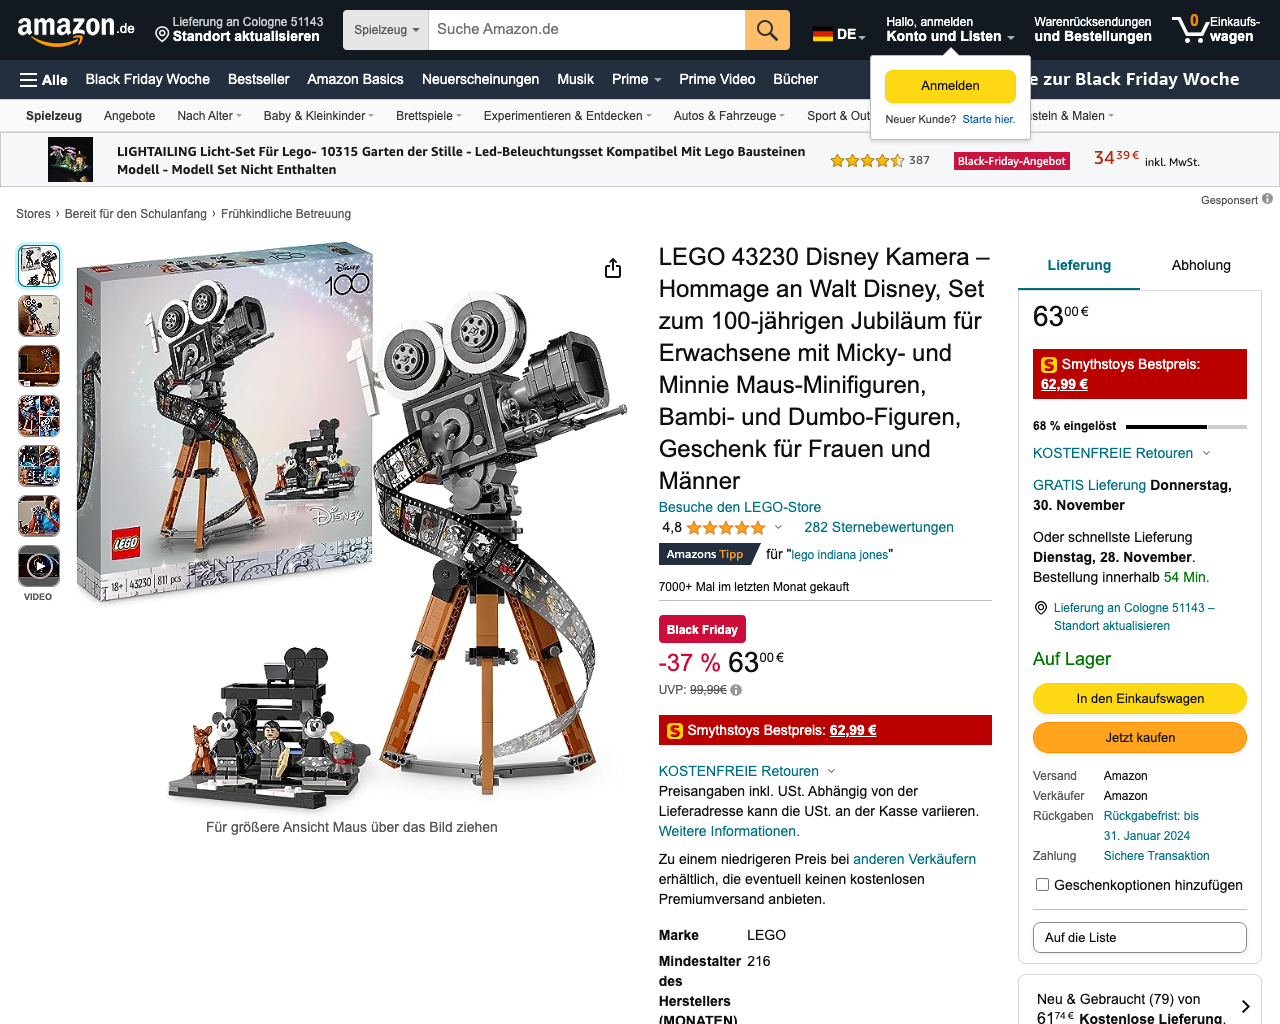 amazon.de
Lieferung an Cologne 51143
Standort aktualisieren
Spielzeug
Suche Amazon.de
DE
Hallo, anmelden
Konto und Listen
Warenrücksendungen
und Bestellungen
0
Einkaufs-
wagen
Alle
Black Friday Woche
Bestseller
Amazon Basics
Neuerscheinungen
Musik
Prime
Prime Video
Bücher
e zur Black Friday Woche
Anmelden
Neuer Kunde? Starte hier.
Spielzeug
Angebote
Nach Alter
Baby & Kleinkinder
Brettspiele
Experimentieren & Entdecken
Autos & Fahrzeuge
Sport & Out
steln & Malen
LIGHTAILING Licht-Set Für Lego- 10315 Garten der Stille - Led-Beleuchtungsset Kompatibel Mit Lego Bausteinen
Modell - Modell Set Nicht Enthalten
387
Black-Friday-Angebot
34 39 € inkl. MwSt.
Gesponsert
Stores › Bereit für den Schulanfang › Frühkindliche Betreuung
VIDEO
Disney
100
Disney
LEGO
18+
43230
811 pcs
Für größere Ansicht Maus über das Bild ziehen
LEGO 43230 Disney Kamera –
Hommage an Walt Disney, Set
zum 100-jährigen Jubiläum für
Erwachsene mit Micky- und
Minnie Maus-Minifiguren,
Bambi- und Dumbo-Figuren,
Geschenk für Frauen und
Männer
Besuche den LEGO-Store
4,8
282 Sternebewertungen
Amazons Tipp für "lego indiana jones"
7000+ Mal im letzten Monat gekauft
Black Friday
-37 % 63 00 €
UVP: 99,99€
S Smythstoys Bestpreis: 62,99 €
KOSTENFREIE Retouren
Preisangaben inkl. USt. Abhängig von der
Lieferadresse kann die USt. an der Kasse variieren.
Weitere Informationen.
Zu einem niedrigeren Preis bei anderen Verkäufern
erhältlich, die eventuell keinen kostenlosen
Premiumversand anbieten.
Marke LEGO
Mindestalter 216
des
Herstellers
(MONATEN)
Lieferung
Abholung
63 00 €
S Smythstoys Bestpreis:
62,99 €
68 % eingelöst
KOSTENFREIE Retouren
GRATIS Lieferung Donnerstag,
30. November
Oder schnellste Lieferung
Dienstag, 28. November.
Bestellung innerhalb 54 Min.
Lieferung an Cologne 51143 –
Standort aktualisieren
Auf Lager
In den Einkaufswagen
Jetzt kaufen
Versand Amazon
Verkäufer Amazon
Rückgaben Rückgabefrist: bis
31. Januar 2024
Zahlung Sichere Transaktion
Geschenkoptionen hinzufügen
Auf die Liste
Neu & Gebraucht (79) von
61 74 € Kostenlose Lieferung.